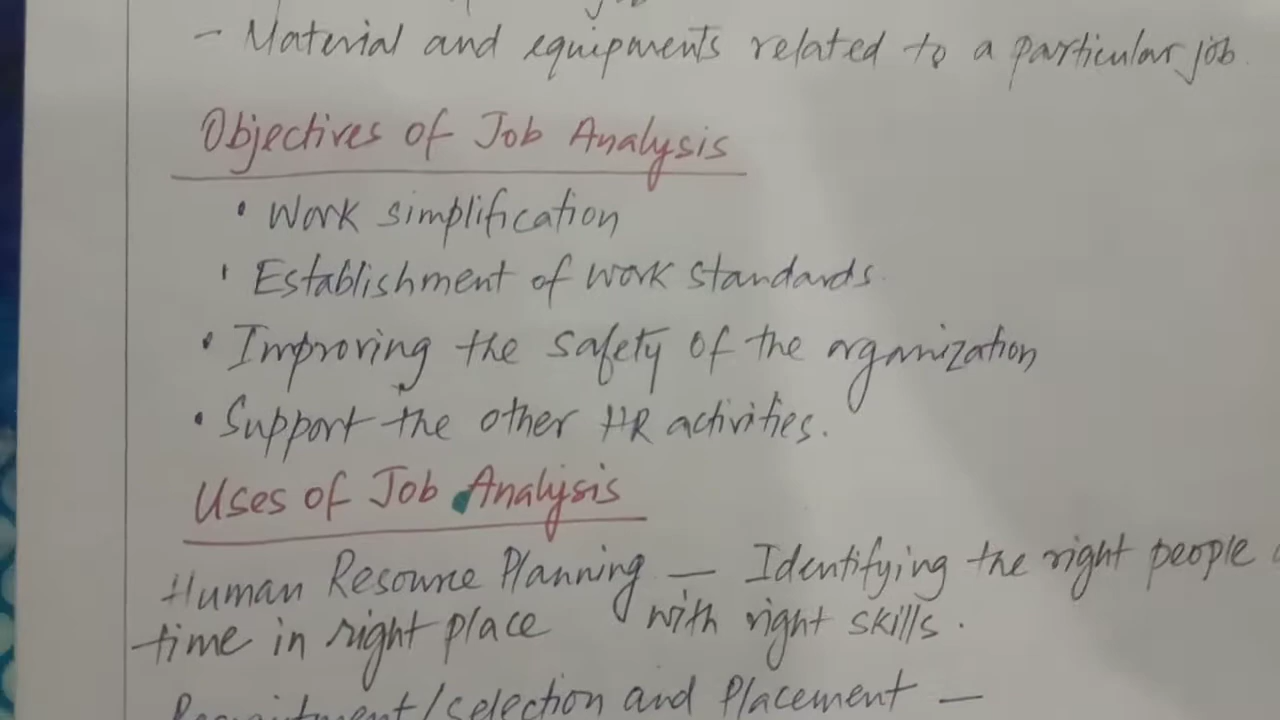 - Material and equipments related to a particular job.
Objectives of Job Analysis
• Work simplification
• Establishment of work standards.
• Improving the safety of the organization
• Support the other HR activities.
Uses of Job Analysis
Human Resource Planning — Identifying the right people
time in right place with right skills.
Recruitment/selection and Placement —